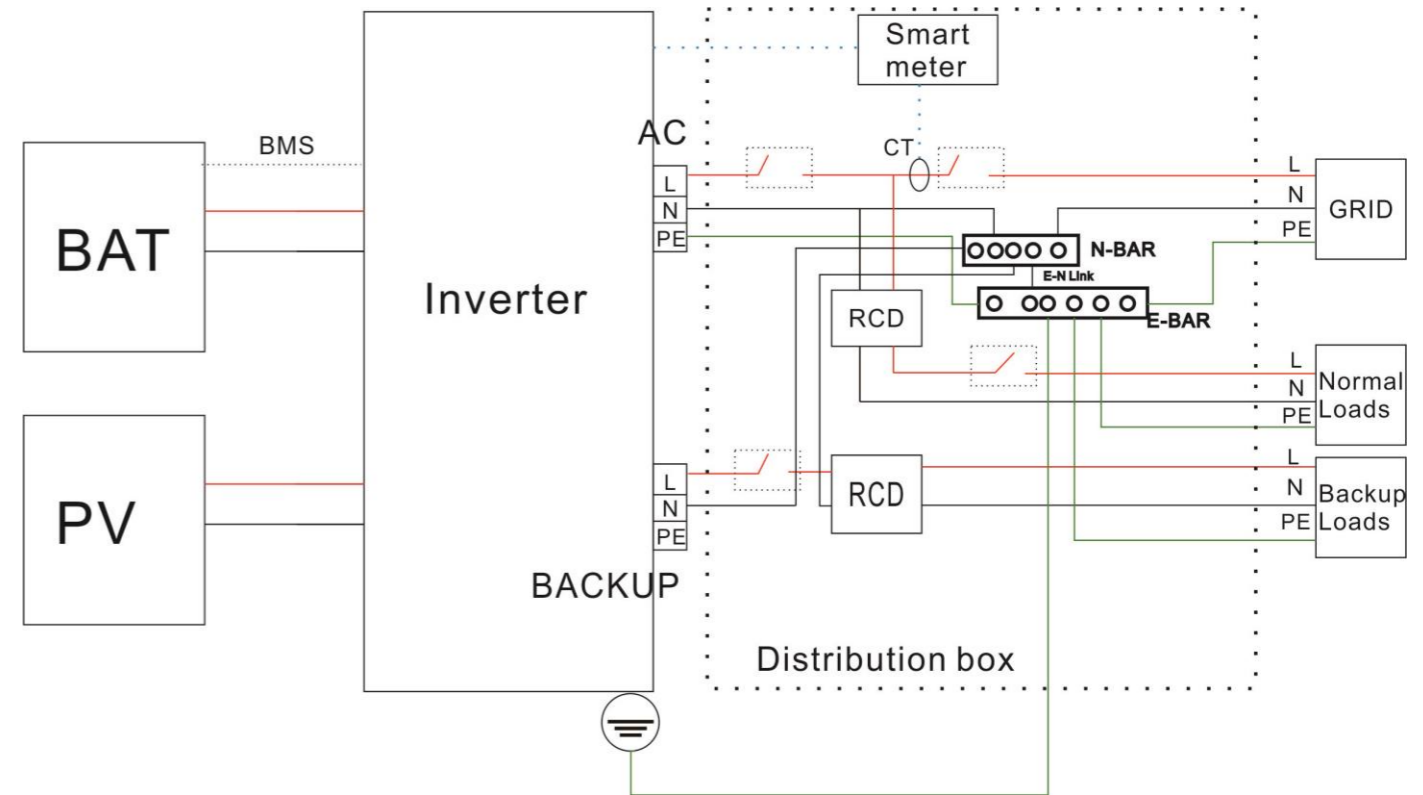 Smart
meter
AC
BMS
CT
L
N
PE
L
N
PE
GRID
BAT
N-BAR
E-N Link
E-BAR
Inverter
RCD
L
N
PE
Normal
Loads
PV
L
N
PE
RCD
L
N
PE
Backup
Loads
BACKUP
Distribution box